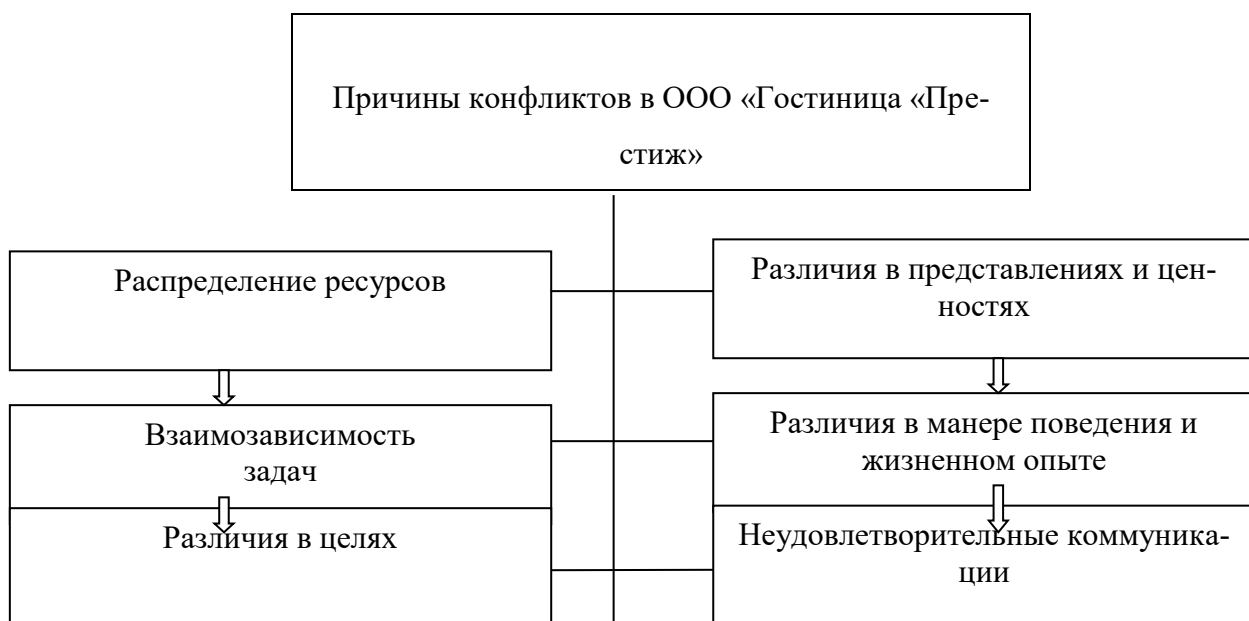 Причины конфликтов в ООО «Гостиница «Пре-
стиж»
Распределение ресурсов
Различия в представлениях и цен-
ностях
Взаимозависимость
задач
Различия в манере поведения и
жизненном опыте
Различия в целях
Неудовлетворительные коммуника-
ции